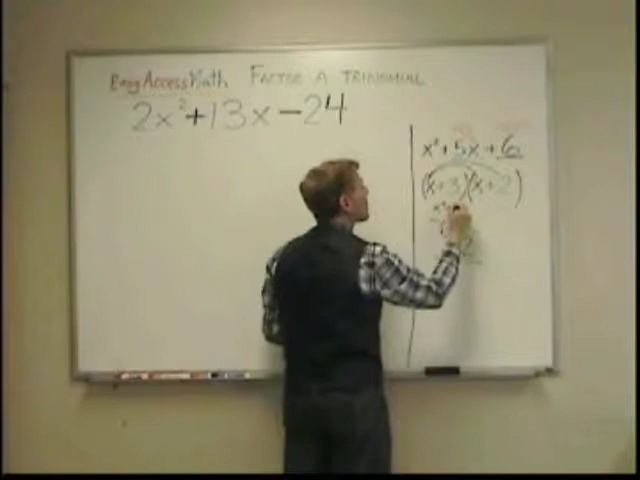 EasyAccessMath FACTOR A TRINOMIAL
2x²+13x-24
x²+5x+6
(x+3)(x+2)